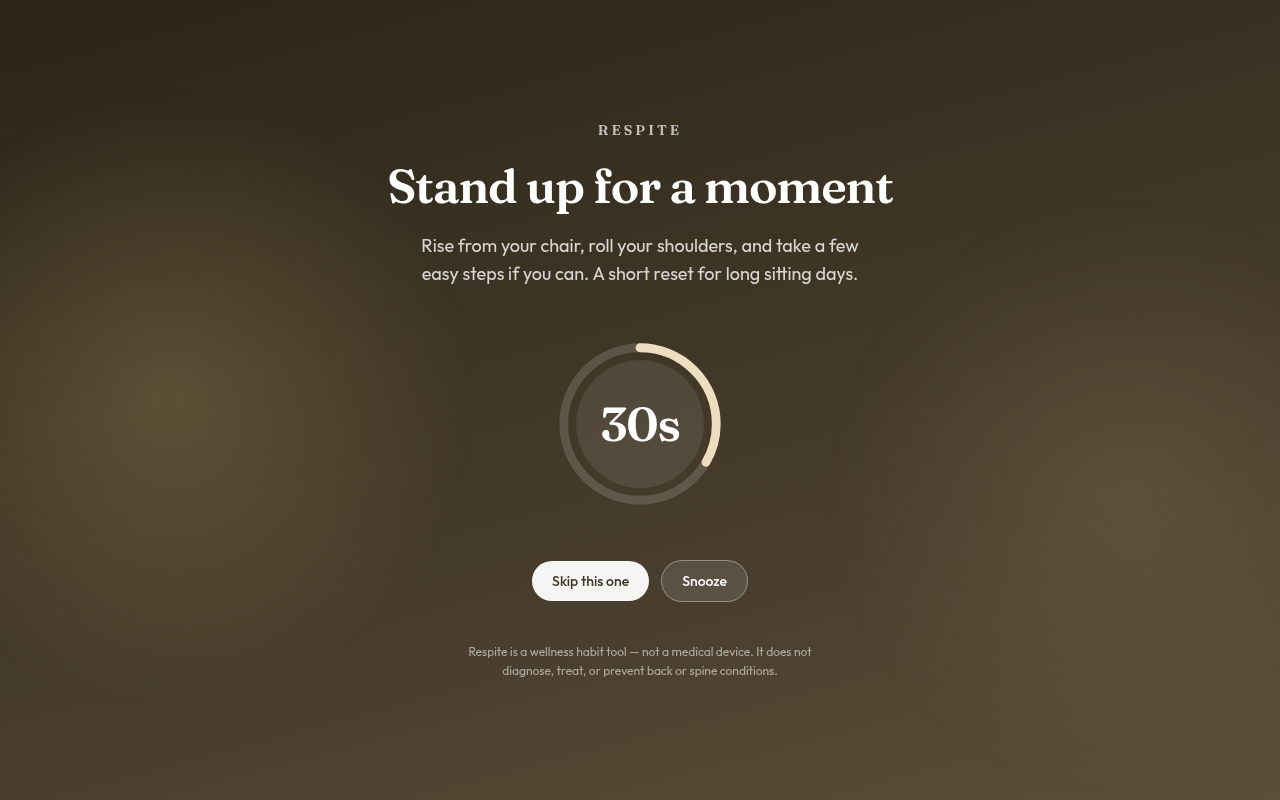 RESPITE
Stand up for a moment
Rise from your chair, roll your shoulders, and take a few
easy steps if you can. A short reset for long sitting days.
30s
Skip this one
Snooze
Respite is a wellness habit tool — not a medical device. It does not
diagnose, treat, or prevent back or spine conditions.